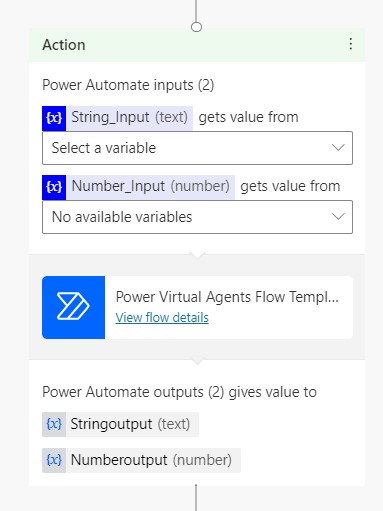 Action
Power Automate inputs (2)
{x} String_Input (text) gets value from
Select a variable
{x} Number_Input (number) gets value from
No available variables
Power Virtual Agents Flow Templ...
View flow details
Power Automate outputs (2) gives value to
{x} Stringoutput (text)
{x} Numberoutput (number)